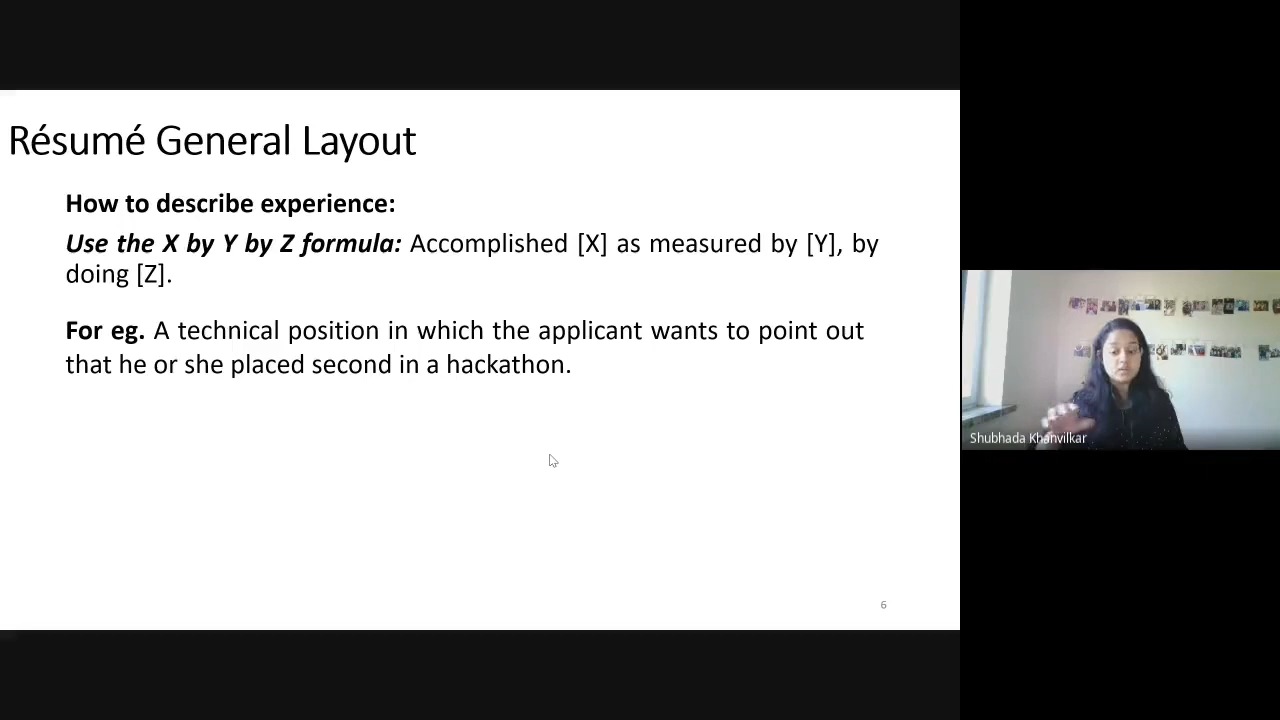 Résumé General Layout
How to describe experience:
Use the X by Y by Z formula: Accomplished [X] as measured by [Y], by
doing [Z].
For eg. A technical position in which the applicant wants to point out
that he or she placed second in a hackathon.
Shubhada Khanvilkar
6